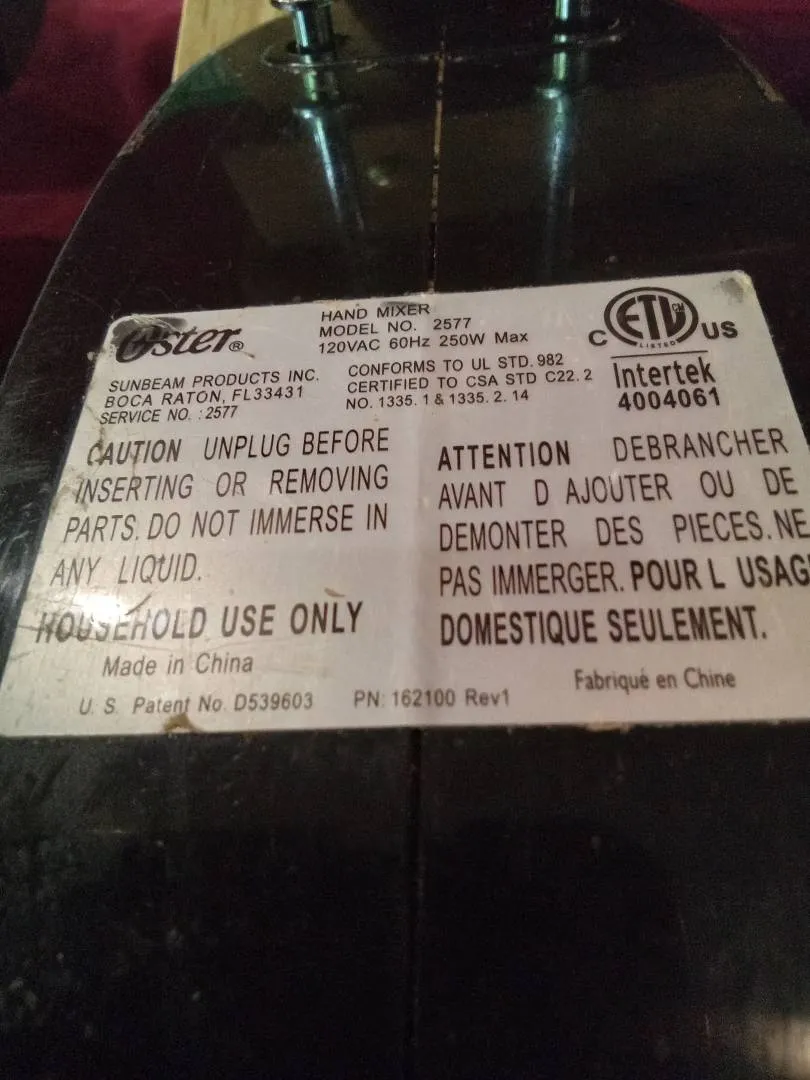 Oster®
HAND MIXER
MODEL NO. 2577
120VAC 60Hz 250W Max
SUNBEAM PRODUCTS INC.
BOCA RATON, FL33431
SERVICE NO. :2577
CONFORMS TO UL STD. 982
CERTIFIED TO CSA STD C22. 2
NO. 1335. 1 & 1335. 2. 14
C ETL CM US
LISTED
Intertek
4004061
CAUTION UNPLUG BEFORE
INSERTING OR REMOVING
PARTS. DO NOT IMMERSE IN
ANY LIQUID.
HOUSEHOLD USE ONLY
Made in China
U. S. Patent No. D539603 PN: 162100 Rev1
ATTENTION DEBRANCHER
AVANT D AJOUTER OU DE
DEMONTER DES PIECES. NE
PAS IMMERGER. POUR L USAG
DOMESTIQUE SEULEMENT.
Fabriqué en Chine